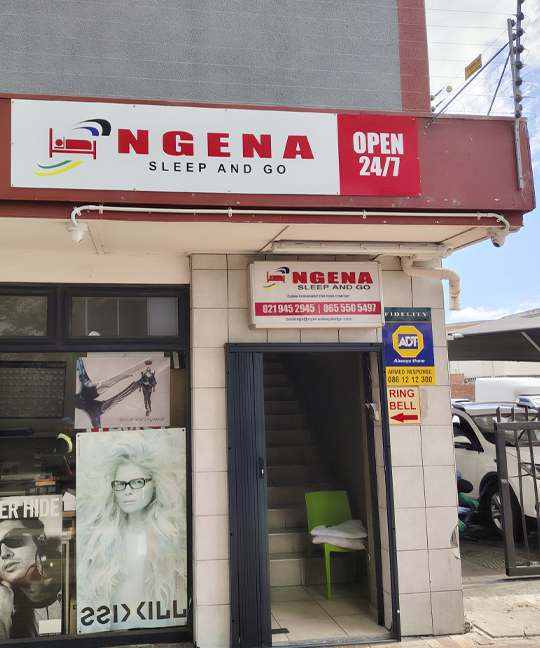 NGENA
SLEEP AND GO
OPEN
24/7
NGENA
SLEEP AND GO
021 945 2945 | 065 550 5497
FIDELITY
ADT
Always there
ARMED RESPONSE
086 12 12 300
RING
BELL
ER HIDE